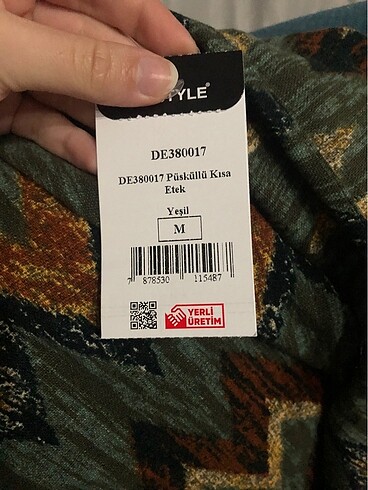 TYLE®
DE380017
DE380017 Püsküllü Kısa
Etek
Yeşil
M
7 878530 115487
YERLİ
ÜRETİM